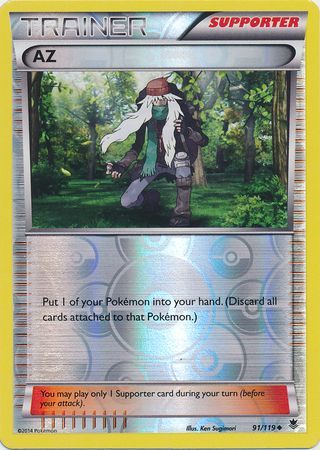 TRAINER SUPPORTER
AZ
Put 1 of your Pokémon into your hand. (Discard all
cards attached to that Pokémon.)
You may play only 1 Supporter card during your turn (before
your attack).
©2014 Pokémon Illus. Ken Sugimori 91/119